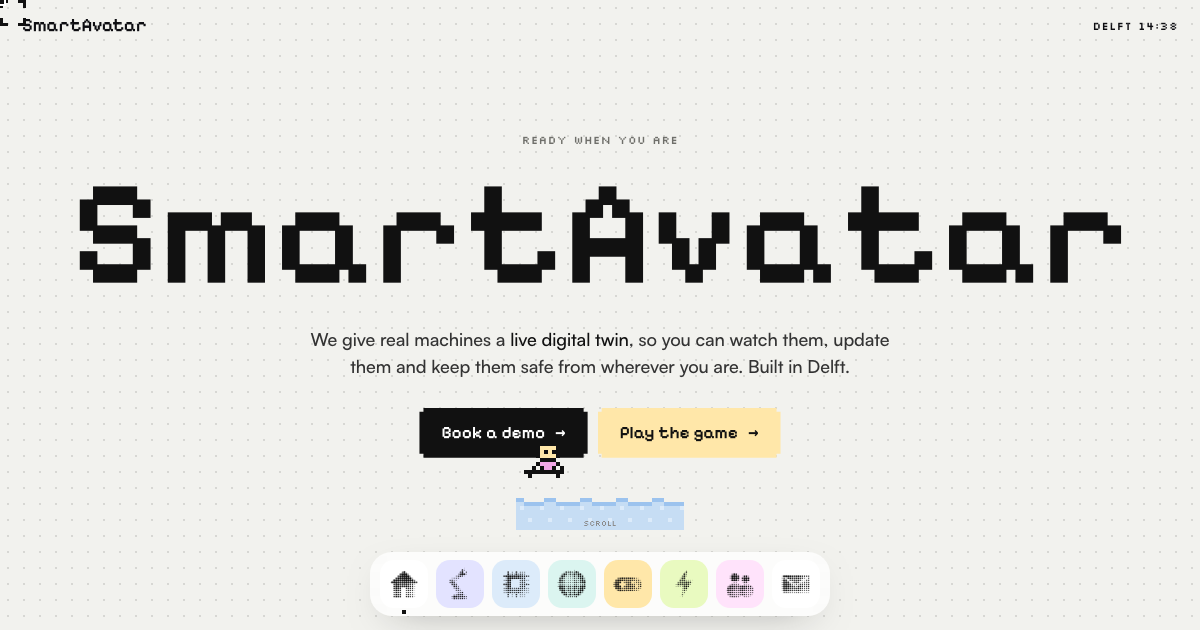 SmartAvatar
DELFT 14:38
READY WHEN YOU ARE
SmartAvatar
We give real machines a live digital twin, so you can watch them, update
them and keep them safe from wherever you are. Built in Delft.
Book a demo →
Play the game →
SCROLL